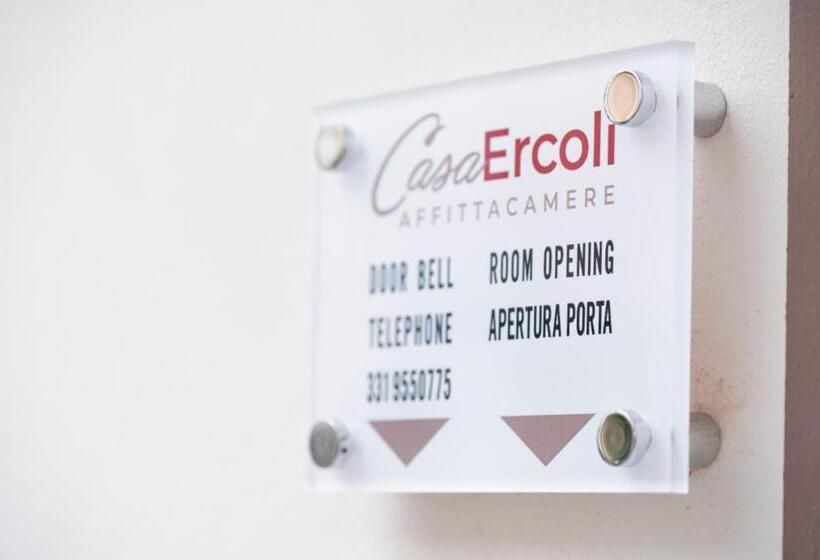 CasaErcoli
AFFITTACAMERE
DOOR BELL
TELEPHONE
331 9550775
ROOM OPENING
APERTURA PORTA